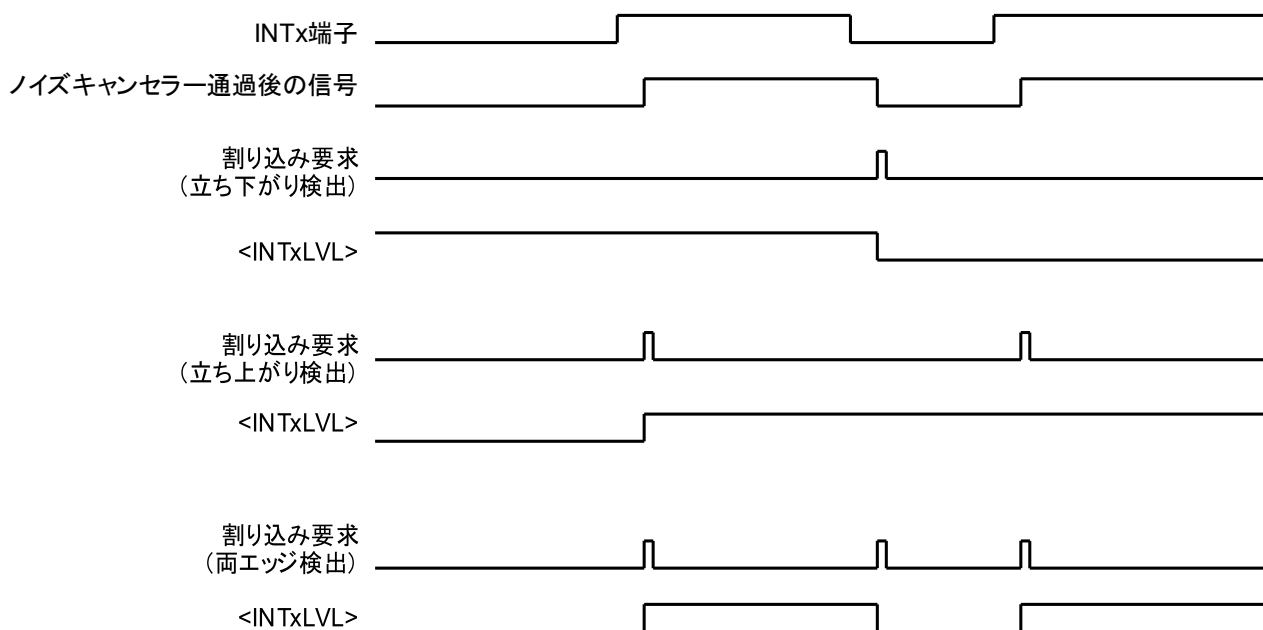 INTx端子
ノイズキャンセラー通過後の信号
割り込み要求
(立ち下がり検出)
<INTxLVL>
割り込み要求
(立ち上がり検出)
<INTxLVL>
割り込み要求
(両エッジ検出)
<INTxLVL>